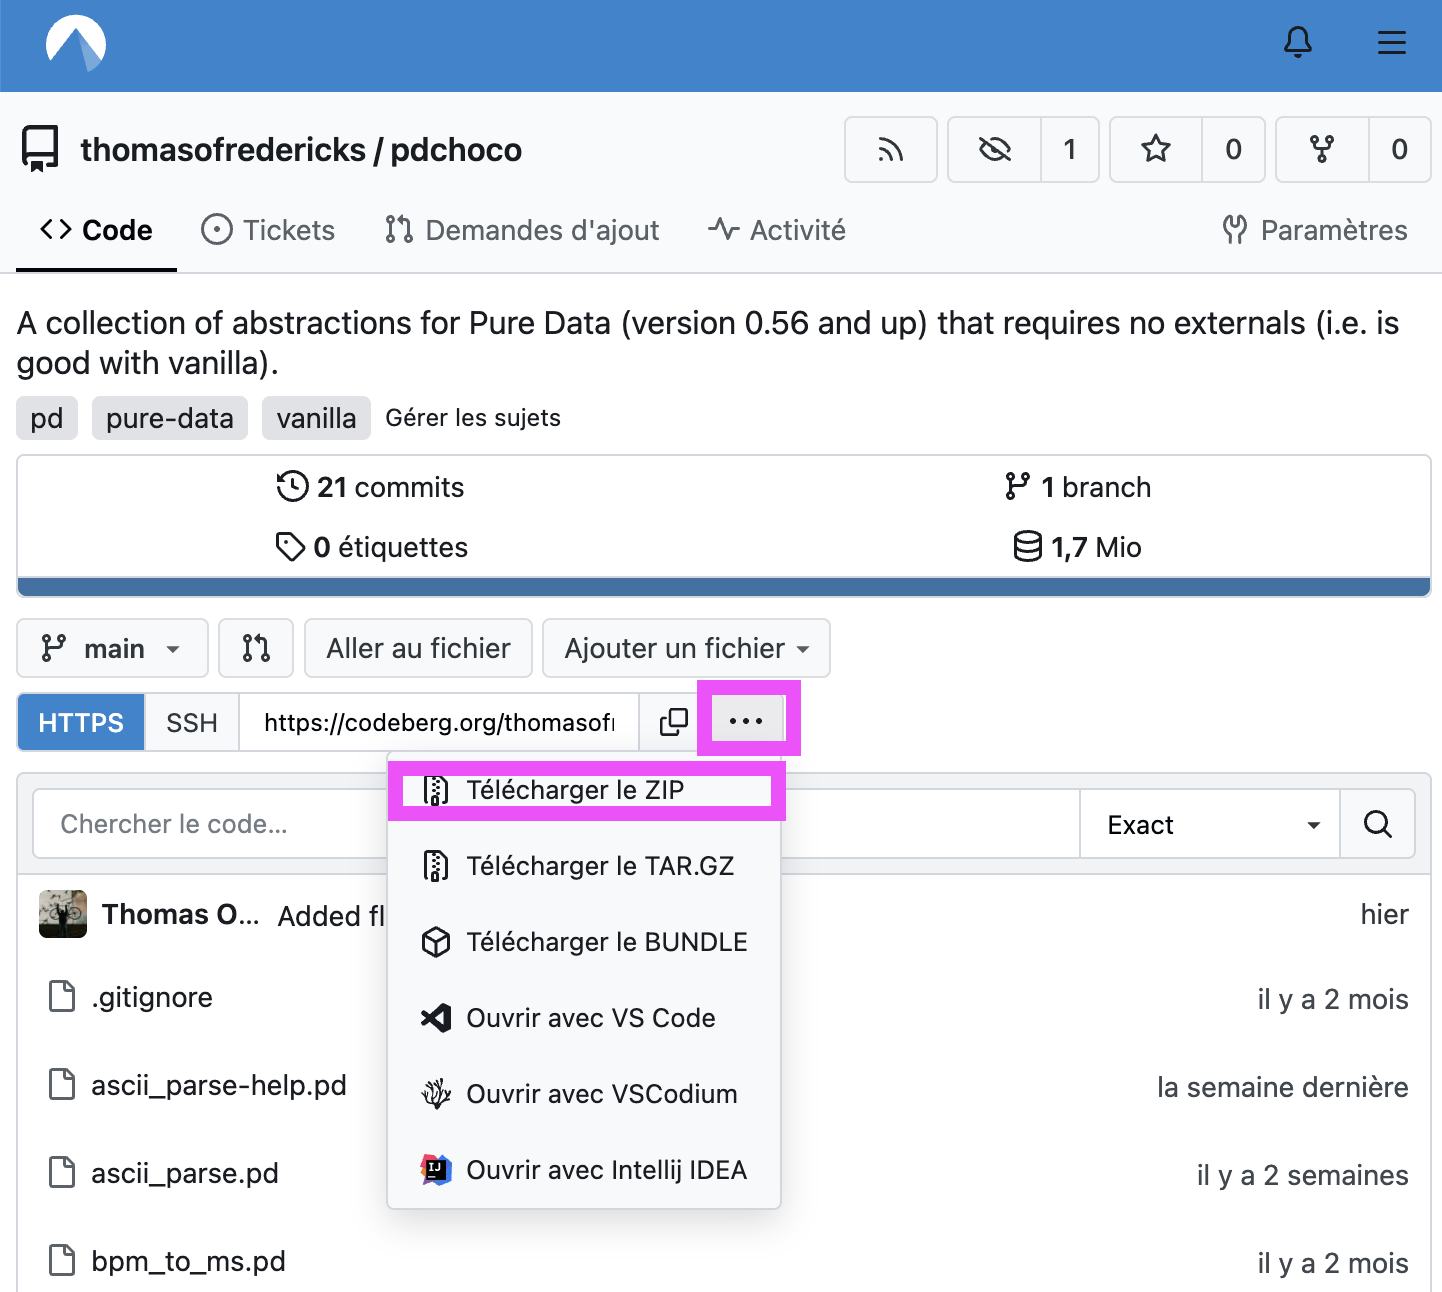 thomasofredericks / pdchoco
1
0
0
Code
Tickets
Demandes d'ajout
Activité
Paramètres
A collection of abstractions for Pure Data (version 0.56 and up) that requires no externals (i.e. is
good with vanilla).
pd
pure-data
vanilla
Gérer les sujets
21 commits
1 branch
0 étiquettes
1,7 Mio
main
Aller au fichier
Ajouter un fichier
HTTPS
SSH
https://codeberg.org/thomasofr
Télécharger le ZIP
Chercher le code...
Exact
Télécharger le TAR.GZ
Thomas O...
Added fl
hier
Télécharger le BUNDLE
.gitignore
il y a 2 mois
Ouvrir avec VS Code
ascii_parse-help.pd
la semaine dernière
Ouvrir avec VSCodium
ascii_parse.pd
il y a 2 semaines
IJ
Ouvrir avec Intellij IDEA
bpm_to_ms.pd
il y a 2 mois